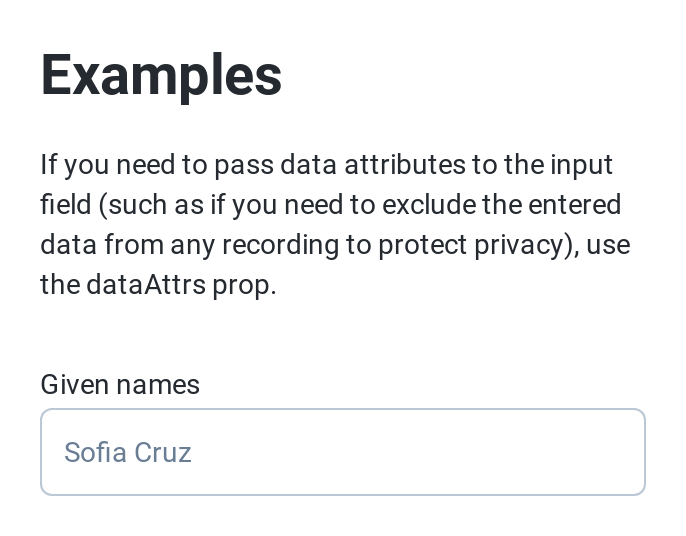 Examples
If you need to pass data attributes to the input
field (such as if you need to exclude the entered
data from any recording to protect privacy), use
the dataAttrs prop.
Given names
Sofia Cruz